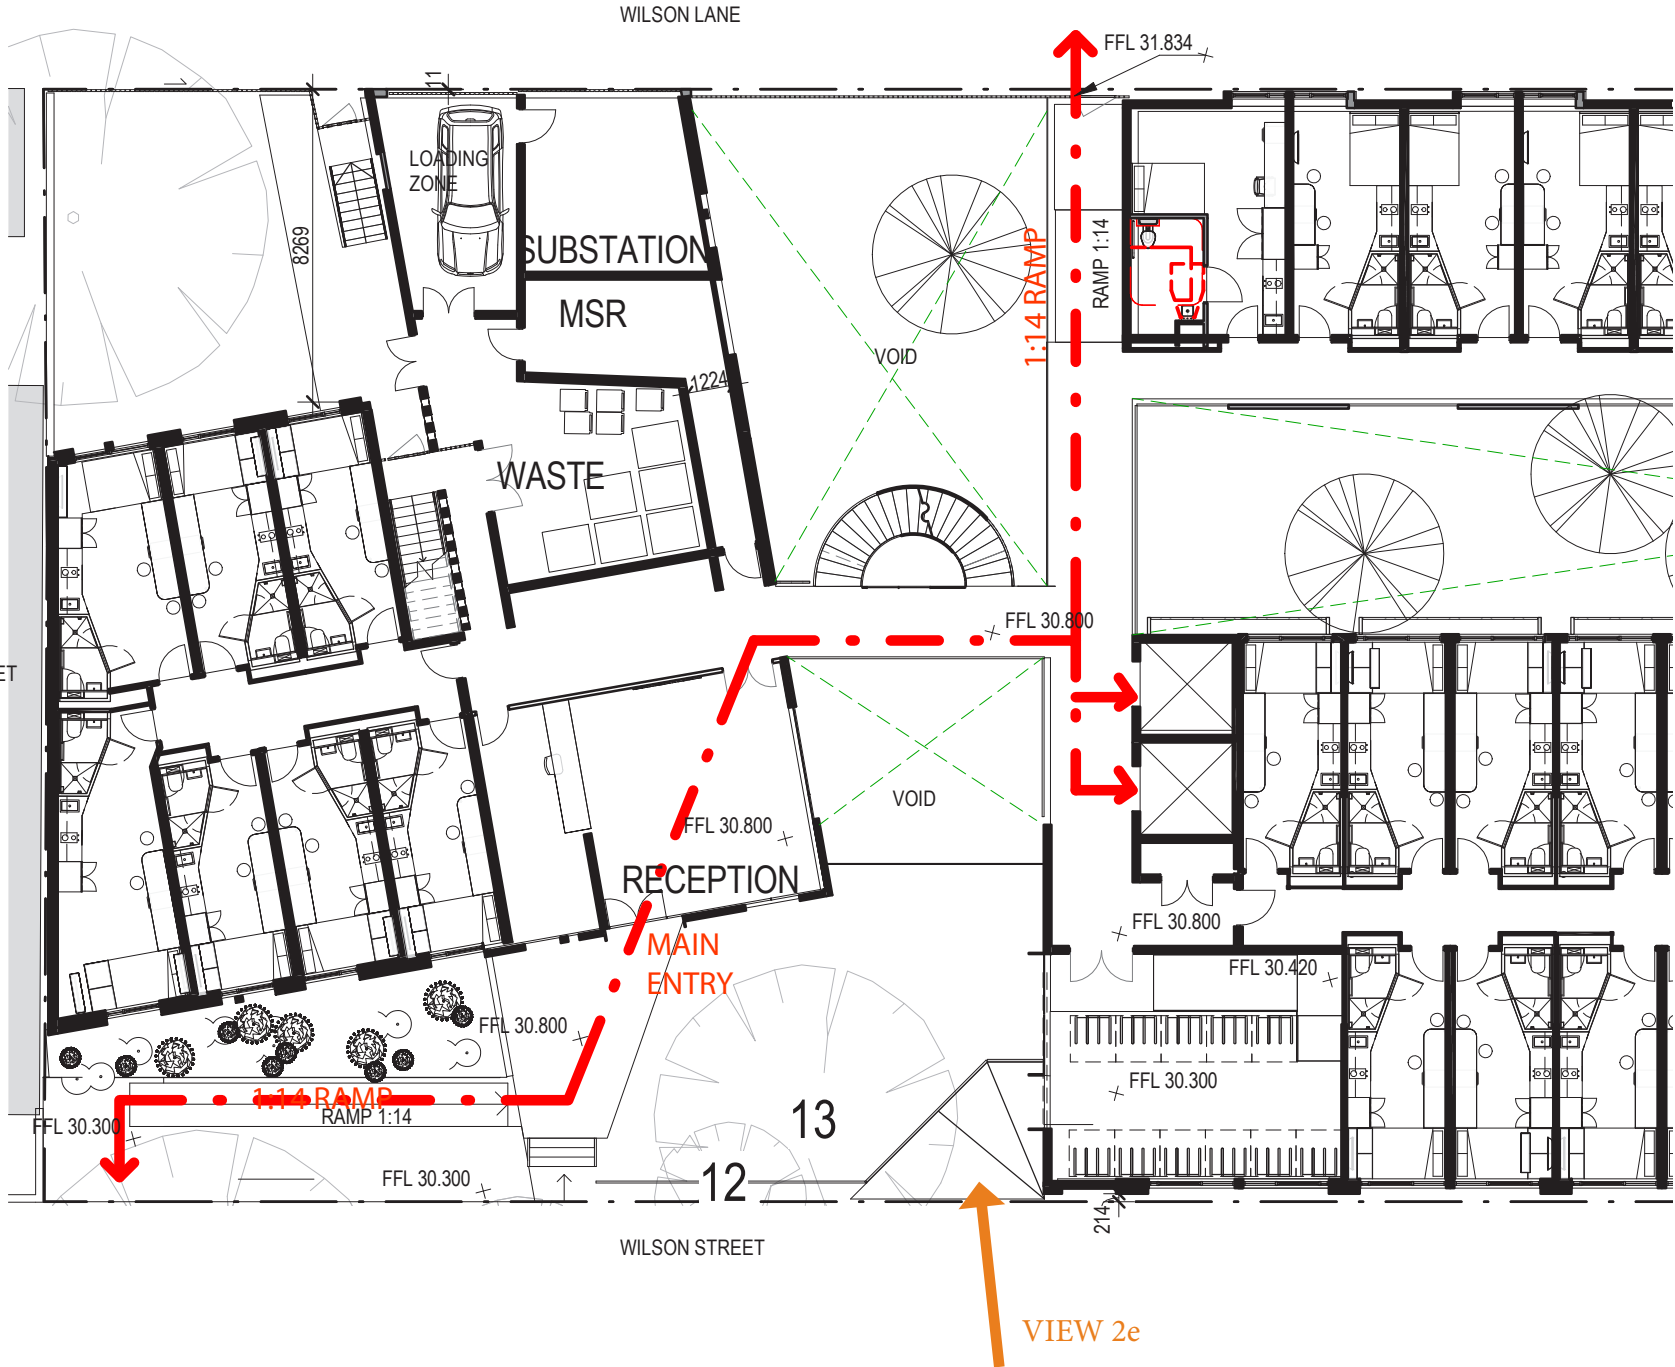 WILSON LANE
FFL 31.834
11
LOADING
ZONE
8269
SUBSTATION
MSR
1:14 RAMP
RAMP 1:14
VOID
1224
WASTE
FFL 30.800
ET
VOID
FFL 30.800
RECEPTION
MAIN
ENTRY
FFL 30.800
FFL 30.420
FFL 30.800
1:14 RAMP
RAMP 1:14
FFL 30.300
FFL 30.300
13
FFL 30.300
12
214
WILSON STREET
VIEW 2e